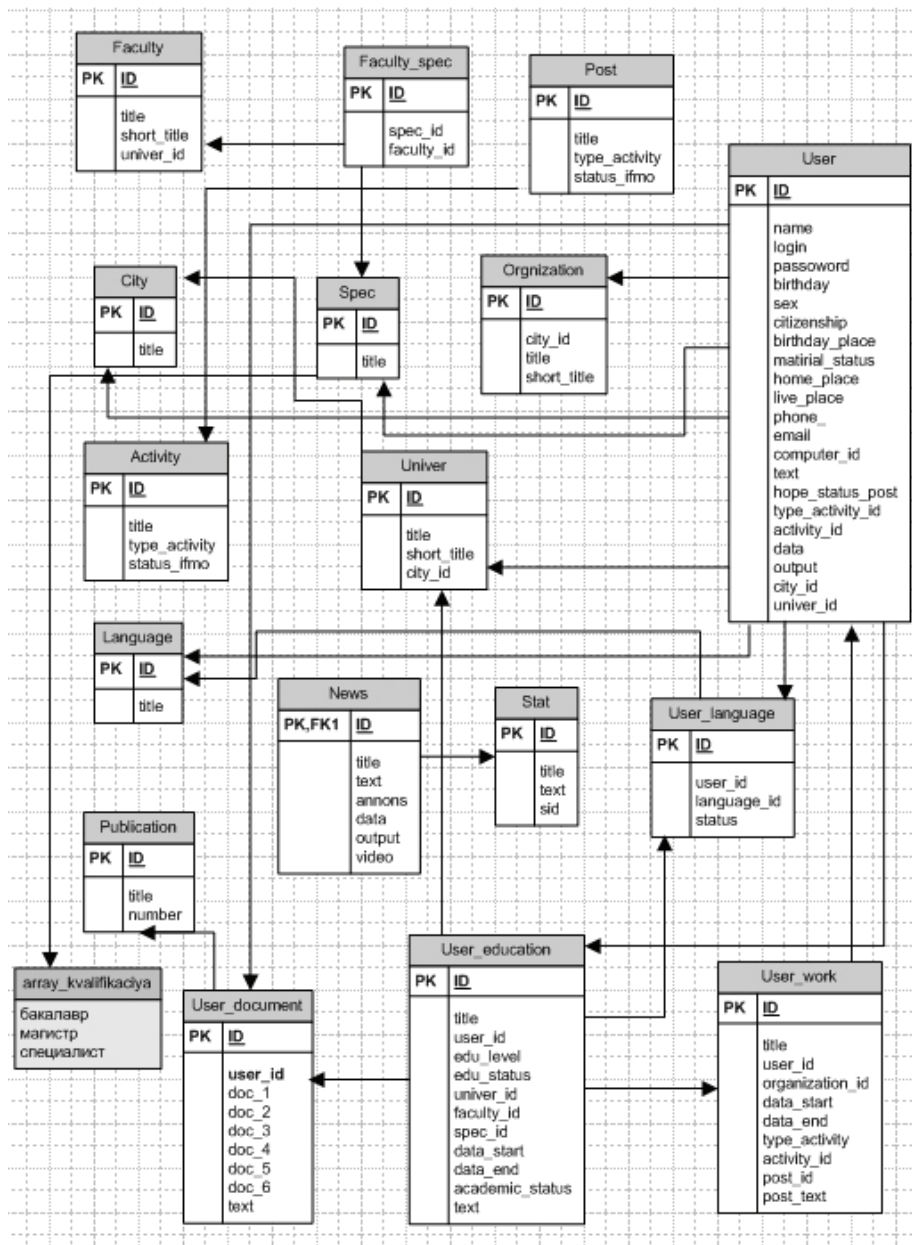 Faculty
PK ID
title
short_title
univer_id
Faculty_spec
PK ID
spec_id
faculty_id
Post
PK ID
title
type_activity
status_ifmo
User
PK ID
name
login
passoword
birthday
sex
citizenship
birthday_place
matirial_status
home_place
live_place
phone_
email
computer_id
text
hope_status_post
type_activity_id
activity_id
data
output
city_id
univer_id
City
PK ID
title
Spec
PK ID
title
Orgnization
PK ID
city_id
title
short_title
Activity
PK ID
title
type_activity
status_ifmo
Univer
PK ID
title
short_title
city_id
Language
PK ID
title
News
PK,FK1 ID
title
text
annons
data
output
video
Stat
PK ID
title
text
sid
User_language
PK ID
user_id
language_id
status
Publication
PK ID
title
number
array_kvalifikaciya
бакалавр
магистр
специалист
User_document
PK ID
user_id
doc_1
doc_2
doc_3
doc_4
doc_5
doc_6
text
User_education
PK ID
title
user_id
edu_level
edu_status
univer_id
faculty_id
spec_id
data_start
data_end
academic_status
text
User_work
PK ID
title
user_id
organization_id
data_start
data_end
type_activity
activity_id
post_id
post_text